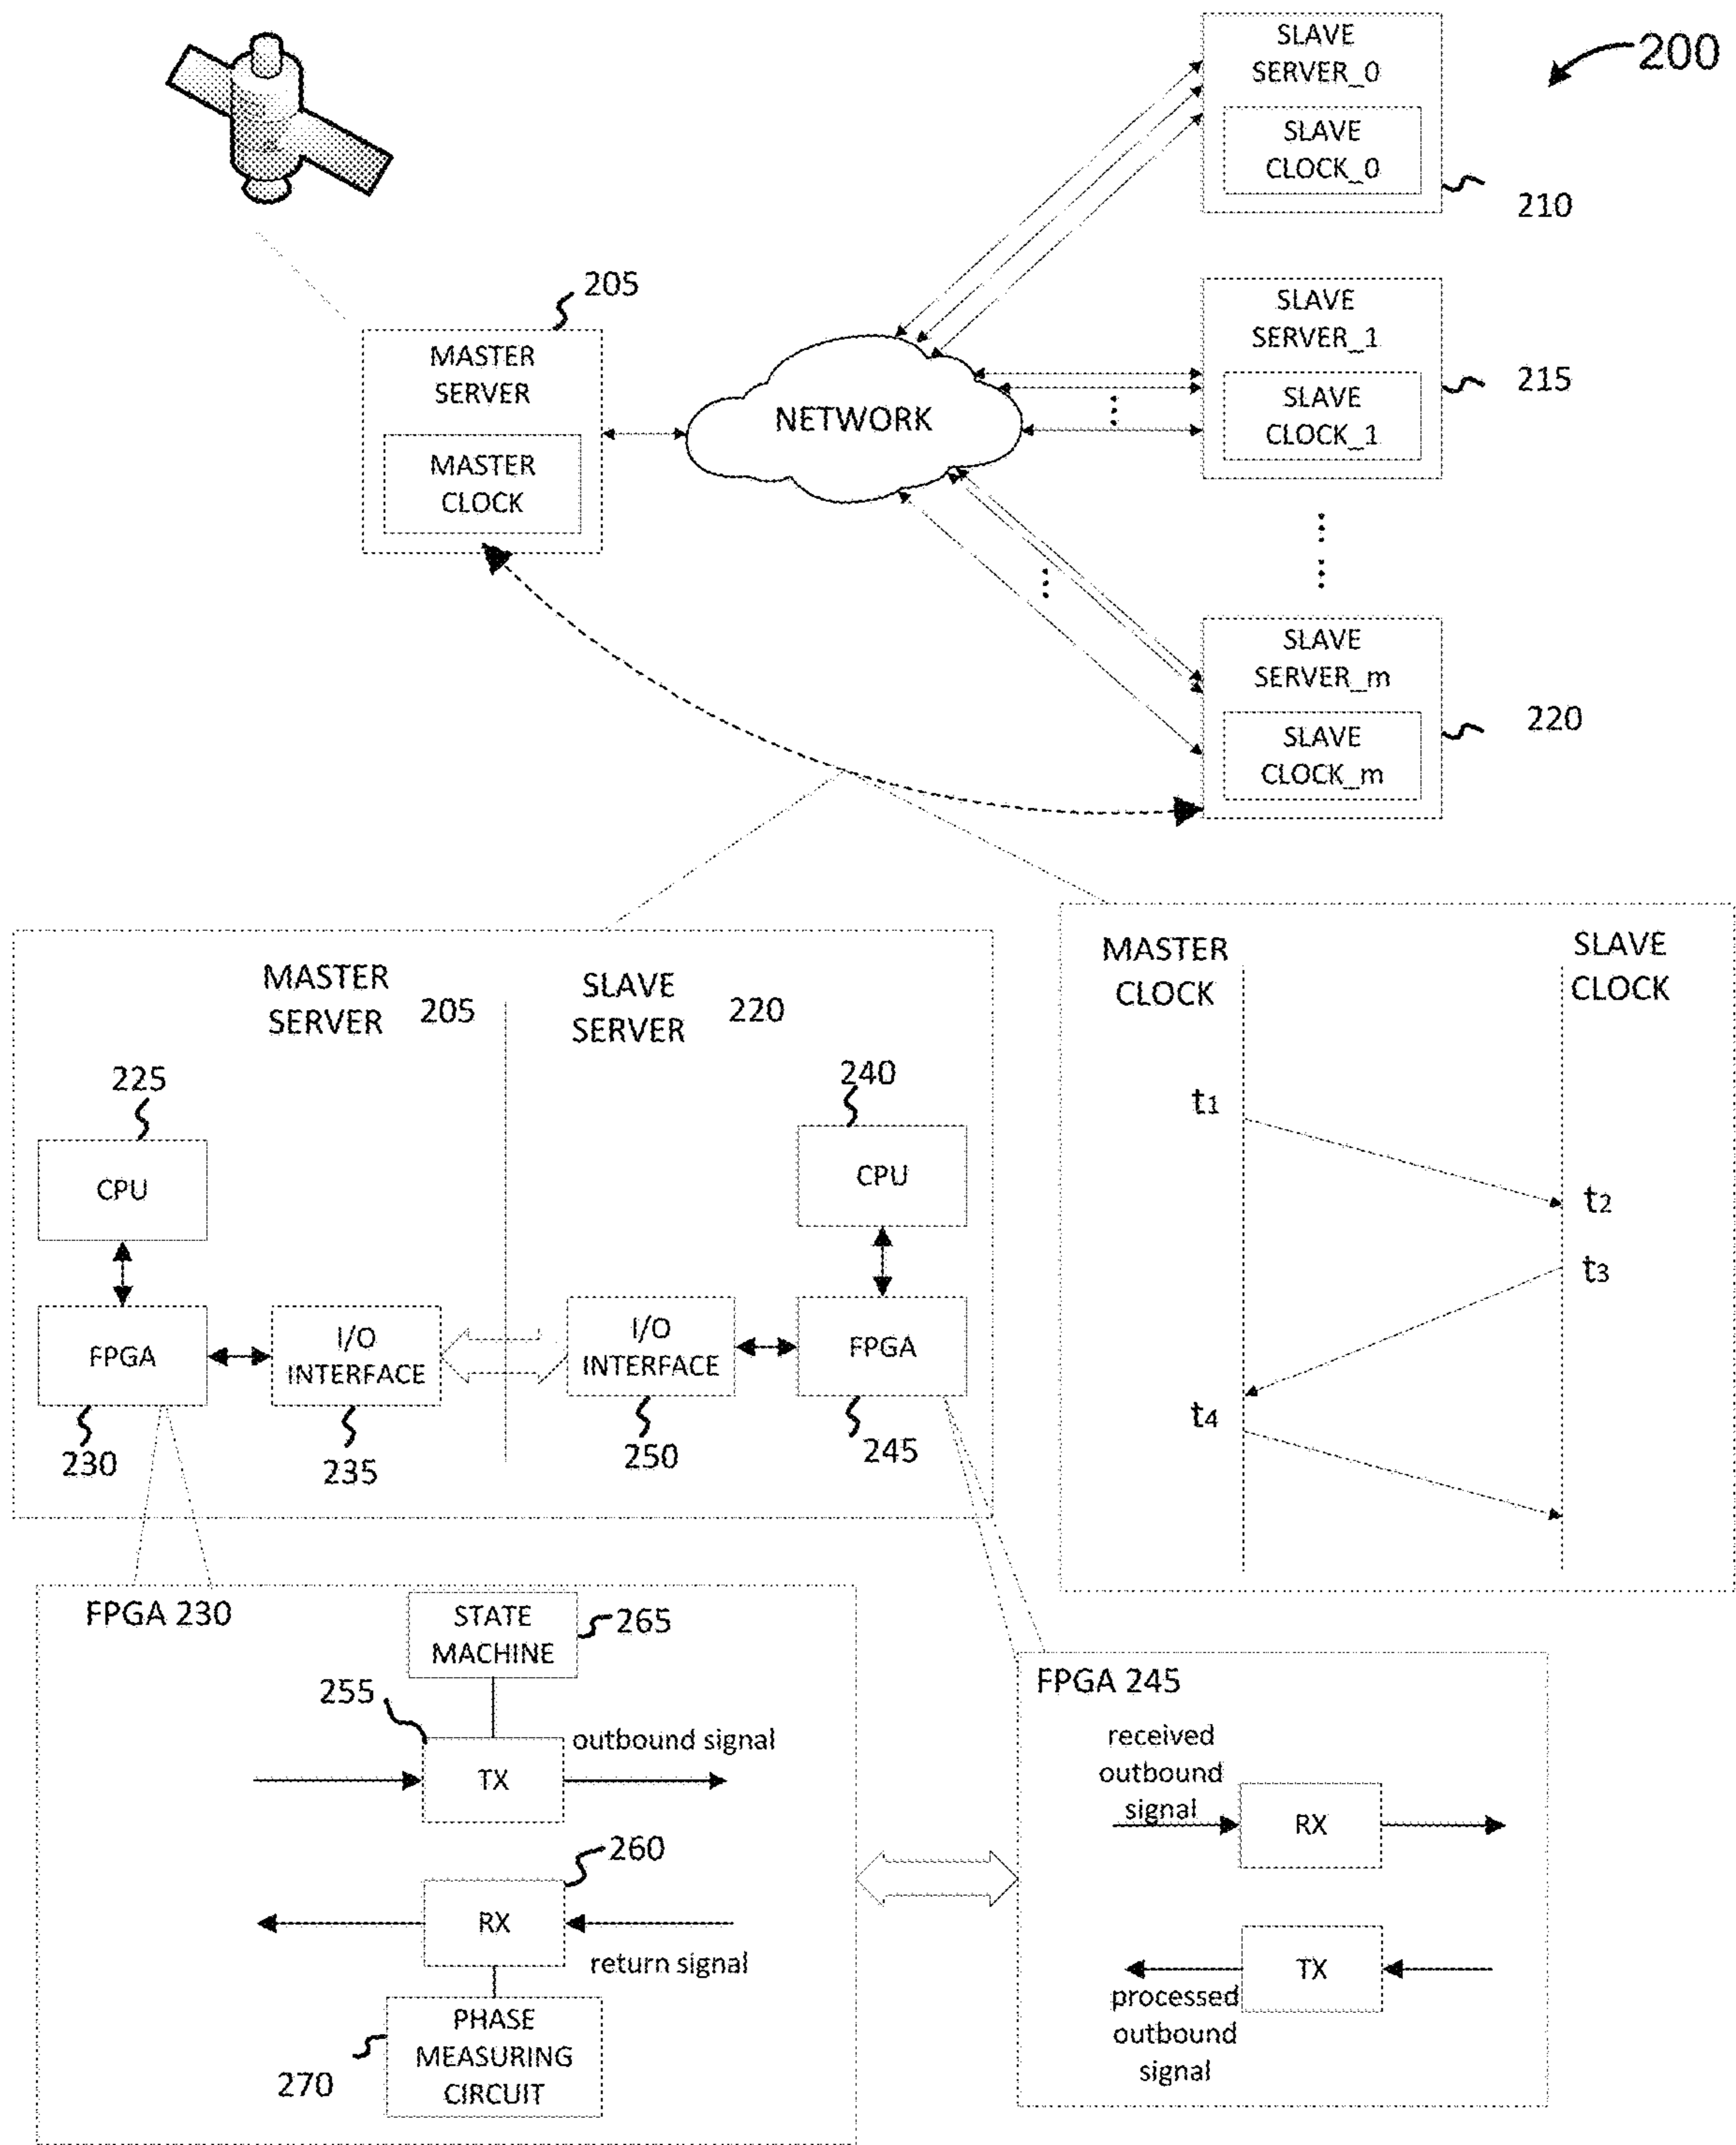 200
SLAVE
SERVER_0
SLAVE
CLOCK_0
210
205
MASTER
SERVER
MASTER
CLOCK
NETWORK
SLAVE
SERVER_1
SLAVE
CLOCK_1
215
SLAVE
SERVER_m
SLAVE
CLOCK_m
220
MASTER
SERVER 205
SLAVE
SERVER 220
225
CPU
FPGA
230
I/O
INTERFACE
235
240
CPU
I/O
INTERFACE
250
FPGA
245
MASTER
CLOCK
SLAVE
CLOCK
t1
t2
t3
t4
FPGA 230
STATE
MACHINE
265
255
TX
outbound signal
260
RX
return signal
PHASE
MEASURING
CIRCUIT
270
FPGA 245
received
outbound
signal
RX
TX
processed
outbound
signal